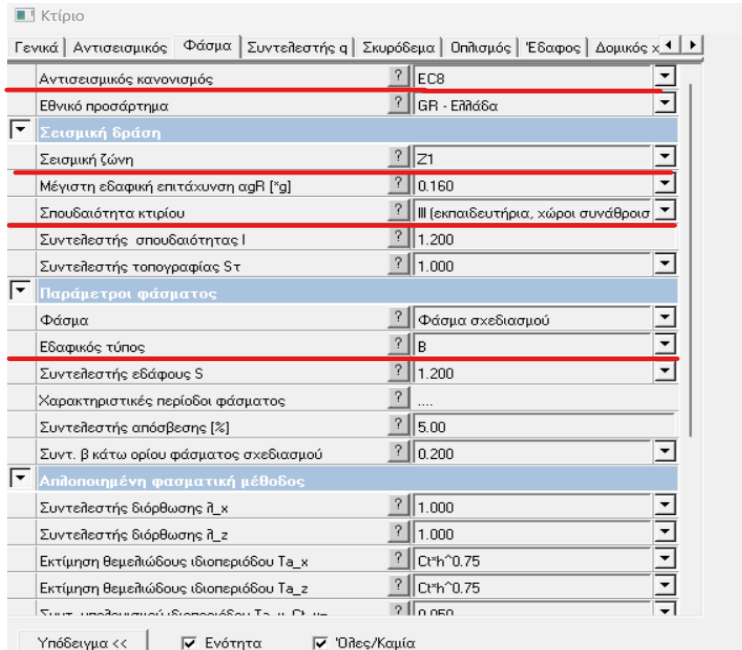 Κτίριο
Γενικά Αντισεισμικός Φάσμα Συντελεστής q Σκυρόδεμα Οπλισμός Έδαφος Δομικός χ
Αντισεισμικός κανονισμός ? EC8
Εθνικό προσάρτημα ? GR - Ελλάδα
Σεισμική δράση
Σεισμική ζώνη ? Z1
Μέγιστη εδαφική επιτάχυνση αgR [*g] ? 0.160
Σπουδαιότητα κτιρίου ? III (εκπαιδευτήρια, χώροι συνάθροισ
Συντελεστής σπουδαιότητας I ? 1.200
Συντελεστής τοπογραφίας Sτ ? 1.000
Παράμετροι φάσματος
Φάσμα ? Φάσμα σχεδιασμού
Εδαφικός τύπος ? B
Συντελεστής εδάφους S ? 1.200
Χαρακτηριστικές περίοδοι φάσματος ? ....
Συντελεστής απόσβεσης [%] ? 5.00
Συντ. β κάτω ορίου φάσματος σχεδιασμού ? 0.200
Απλοποιημένη φασματική μέθοδος
Συντελεστής διόρθωσης λ_x ? 1.000
Συντελεστής διόρθωσης λ_z ? 1.000
Εκτίμηση θεμελιώδους ιδιοπεριόδου Ta_x ? Ct*h^0.75
Εκτίμηση θεμελιώδους ιδιοπεριόδου Ta_z ? Ct*h^0.75
? 0.050
Υπόδειγμα << Ενότητα Όλες/Καμία